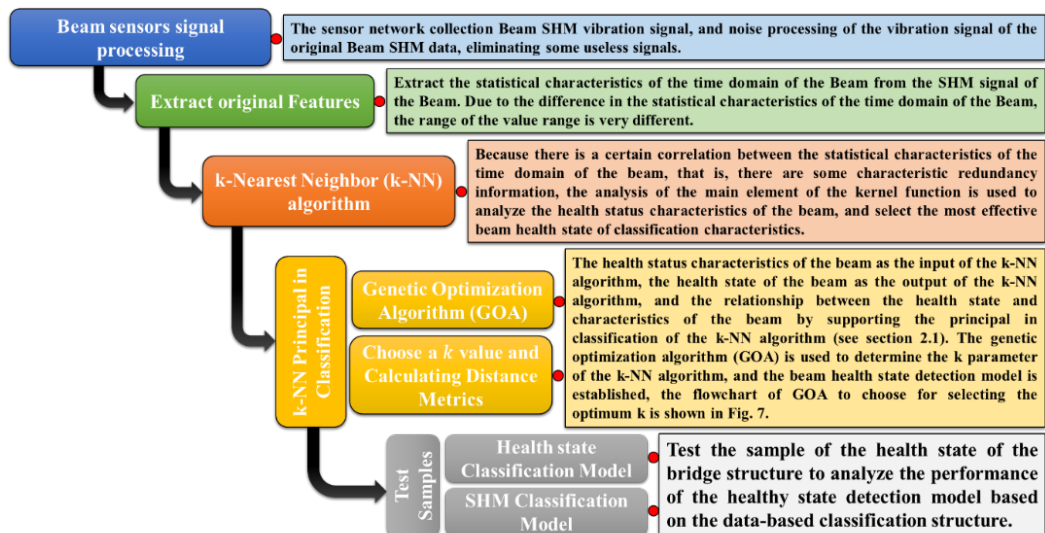 Beam sensors signal
processing
The sensor network collection Beam SHM vibration signal, and noise processing of the vibration signal of
the original Beam SHM data, eliminating some useless signals.
Extract original Features
Extract the statistical characteristics of the time domain of the Beam from the SHM signal of
the Beam. Due to the difference in the statistical characteristics of the time domain of the Beam,
the range of the value range is very different.
k-Nearest Neighbor (k-NN)
algorithm
Because there is a certain correlation between the statistical characteristics of the
time domain of the beam, that is, there are some characteristic redundancy
information, the analysis of the main element of the kernel function is used to
analyze the health status characteristics of the beam, and select the most effective
beam health state of classification characteristics.
k-NN Principal in
Classification
Genetic Optimization
Algorithm (GOA)
Choose a k value and
Calculating Distance
Metrics
The health status characteristics of the beam as the input of the k-NN
algorithm, the health state of the beam as the output of the k-NN
algorithm, and the relationship between the health state and
characteristics of the beam by supporting the principal in
classification of the k-NN algorithm (see section 2.1). The genetic
optimization algorithm (GOA) is used to determine the k parameter
of the k-NN algorithm, and the beam health state detection model is
established, the flowchart of GOA to choose for selecting the
optimum k is shown in Fig. 7.
Test
Samples
Health state
Classification Model
SHM Classification
Model
Test the sample of the health state of the
bridge structure to analyze the performance
of the healthy state detection model based
on the data-based classification structure.